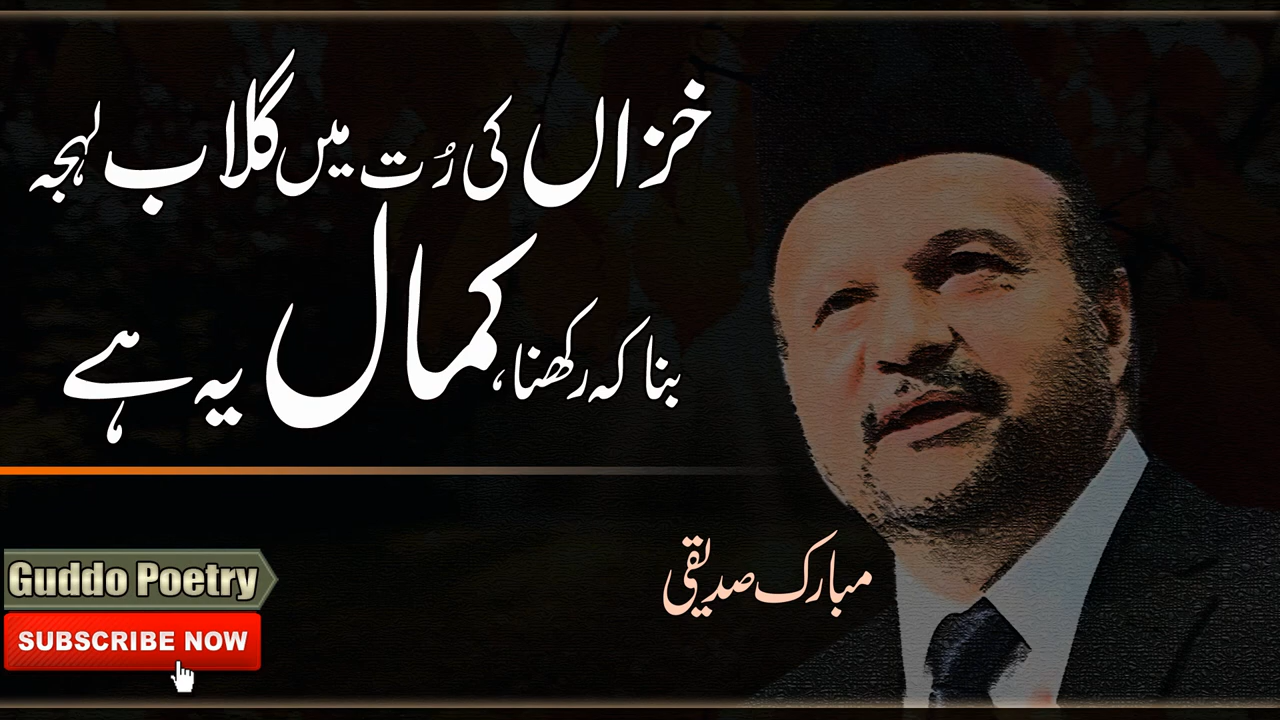 خزاں کی رُت میں گلاب لہجہ
بنا کہ رکھنا، کمال یہ ہے
مبارک صدیقی
Guddo Poetry
SUBSCRIBE NOW